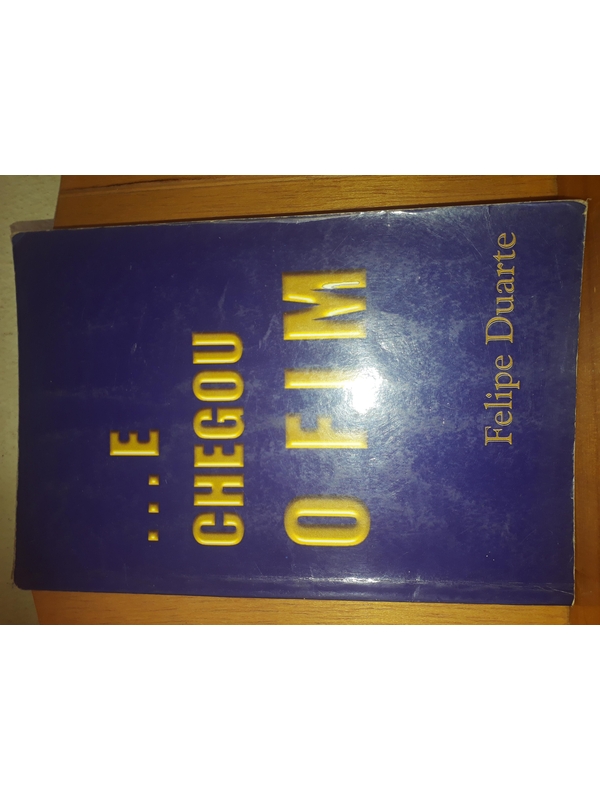 ...E
CHEGOU
O FIM
Felipe Duarte